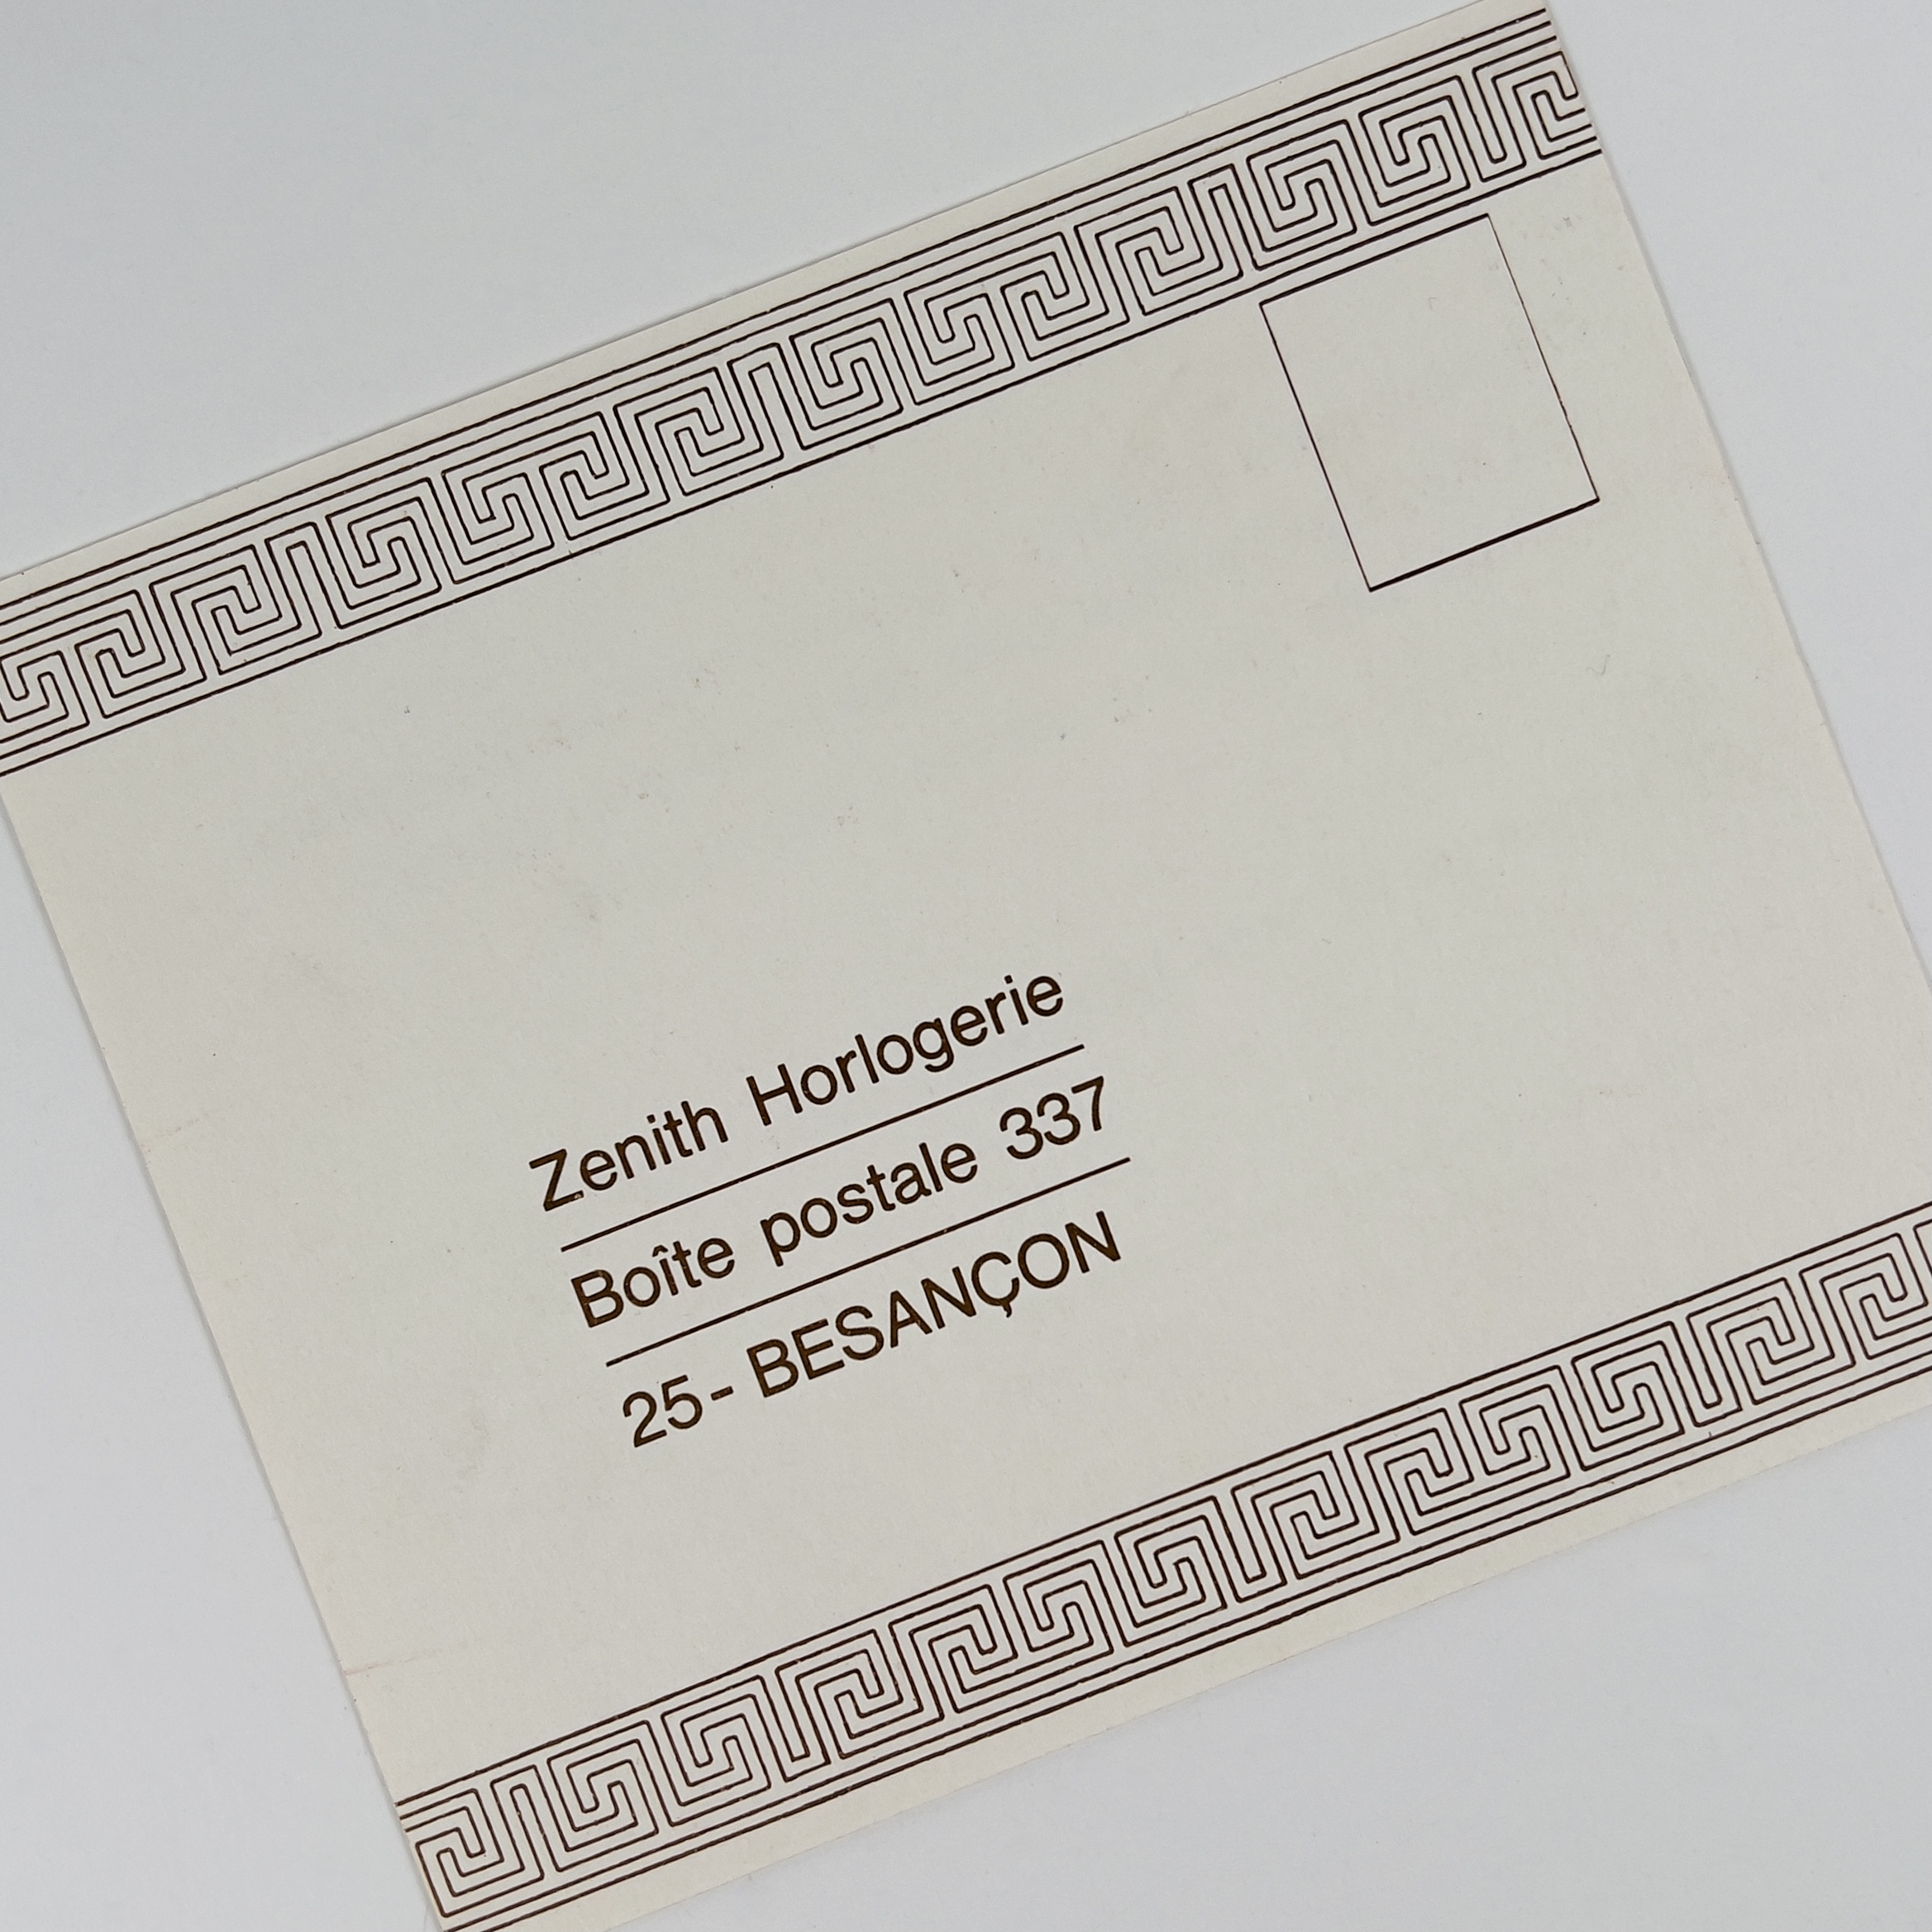 Zenith Horlogerie
Boîte postale 337
25 - BESANÇON